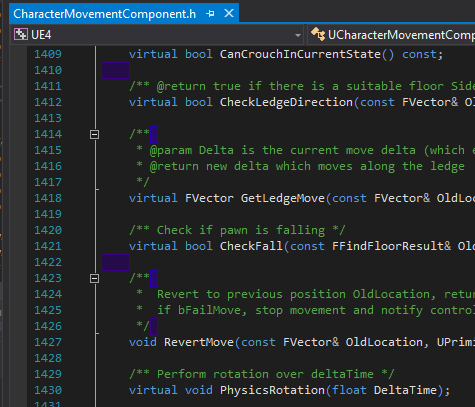 CharacterMovementComponent.h
UE4 UCharacterMovementComp
1409 virtual bool CanCrouchInCurrentState() const;
1410
1411 /** @return true if there is a suitable floor Side
1412 virtual bool CheckLedgeDirection(const FVector& Ol
1413
1414 /**
1415 * @param Delta is the current move delta (which e
1416 * @return new delta which moves along the ledge
1417 */
1418 virtual FVector GetLedgeMove(const FVector& OldLoc
1419
1420 /** Check if pawn is falling */
1421 virtual bool CheckFall(const FFindFloorResult& Old
1422
1423 /**
1424 * Revert to previous position OldLocation, retur
1425 * if bFailMove, stop movement and notify control
1426 */
1427 void RevertMove(const FVector& OldLocation, UPrimi
1428
1429 /** Perform rotation over deltaTime */
1430 virtual void PhysicsRotation(float DeltaTime);
1431